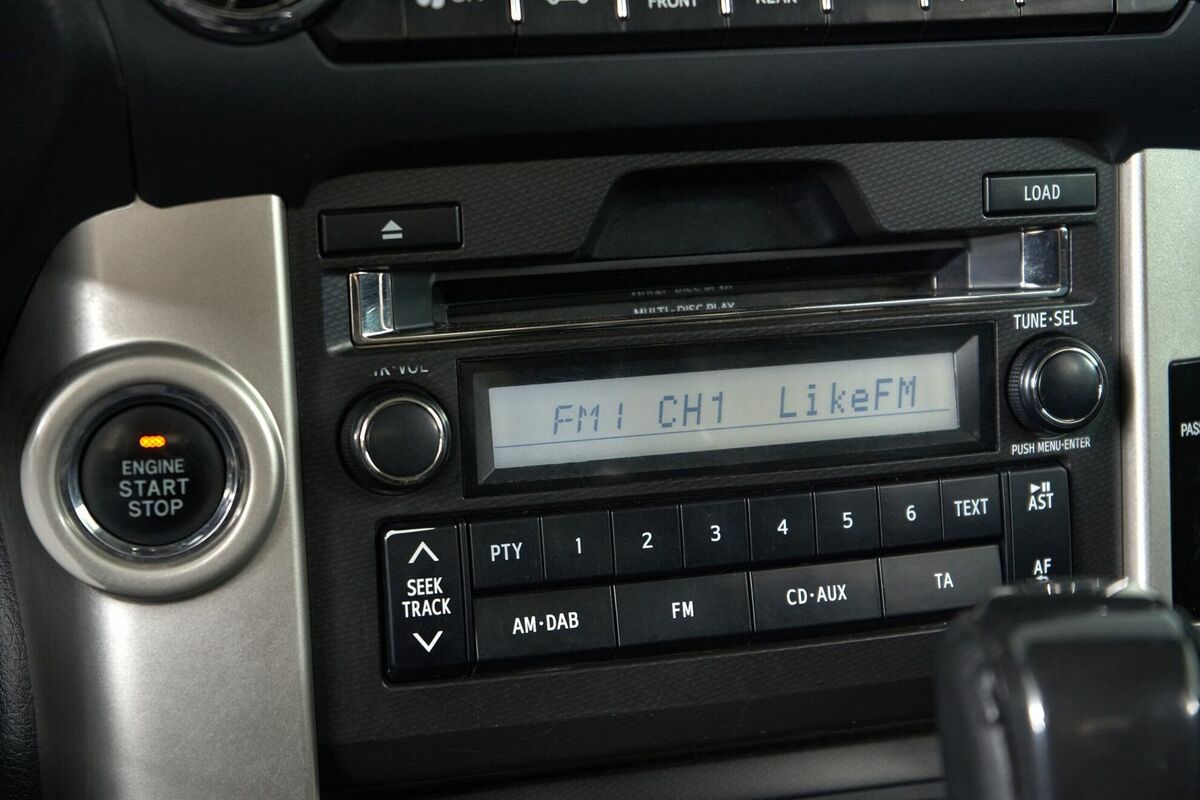 FRONT
REAR
LOAD
MULTI-DISC PLAY
TUNE·SEL
FM1 CH1 LikeFM
PUSH MENU·ENTER
ENGINE
START
STOP
PTY 1 2 3 4 5 6 TEXT
AST
SEEK
TRACK
AM·DAB FM CD·AUX TA
AF
PASS